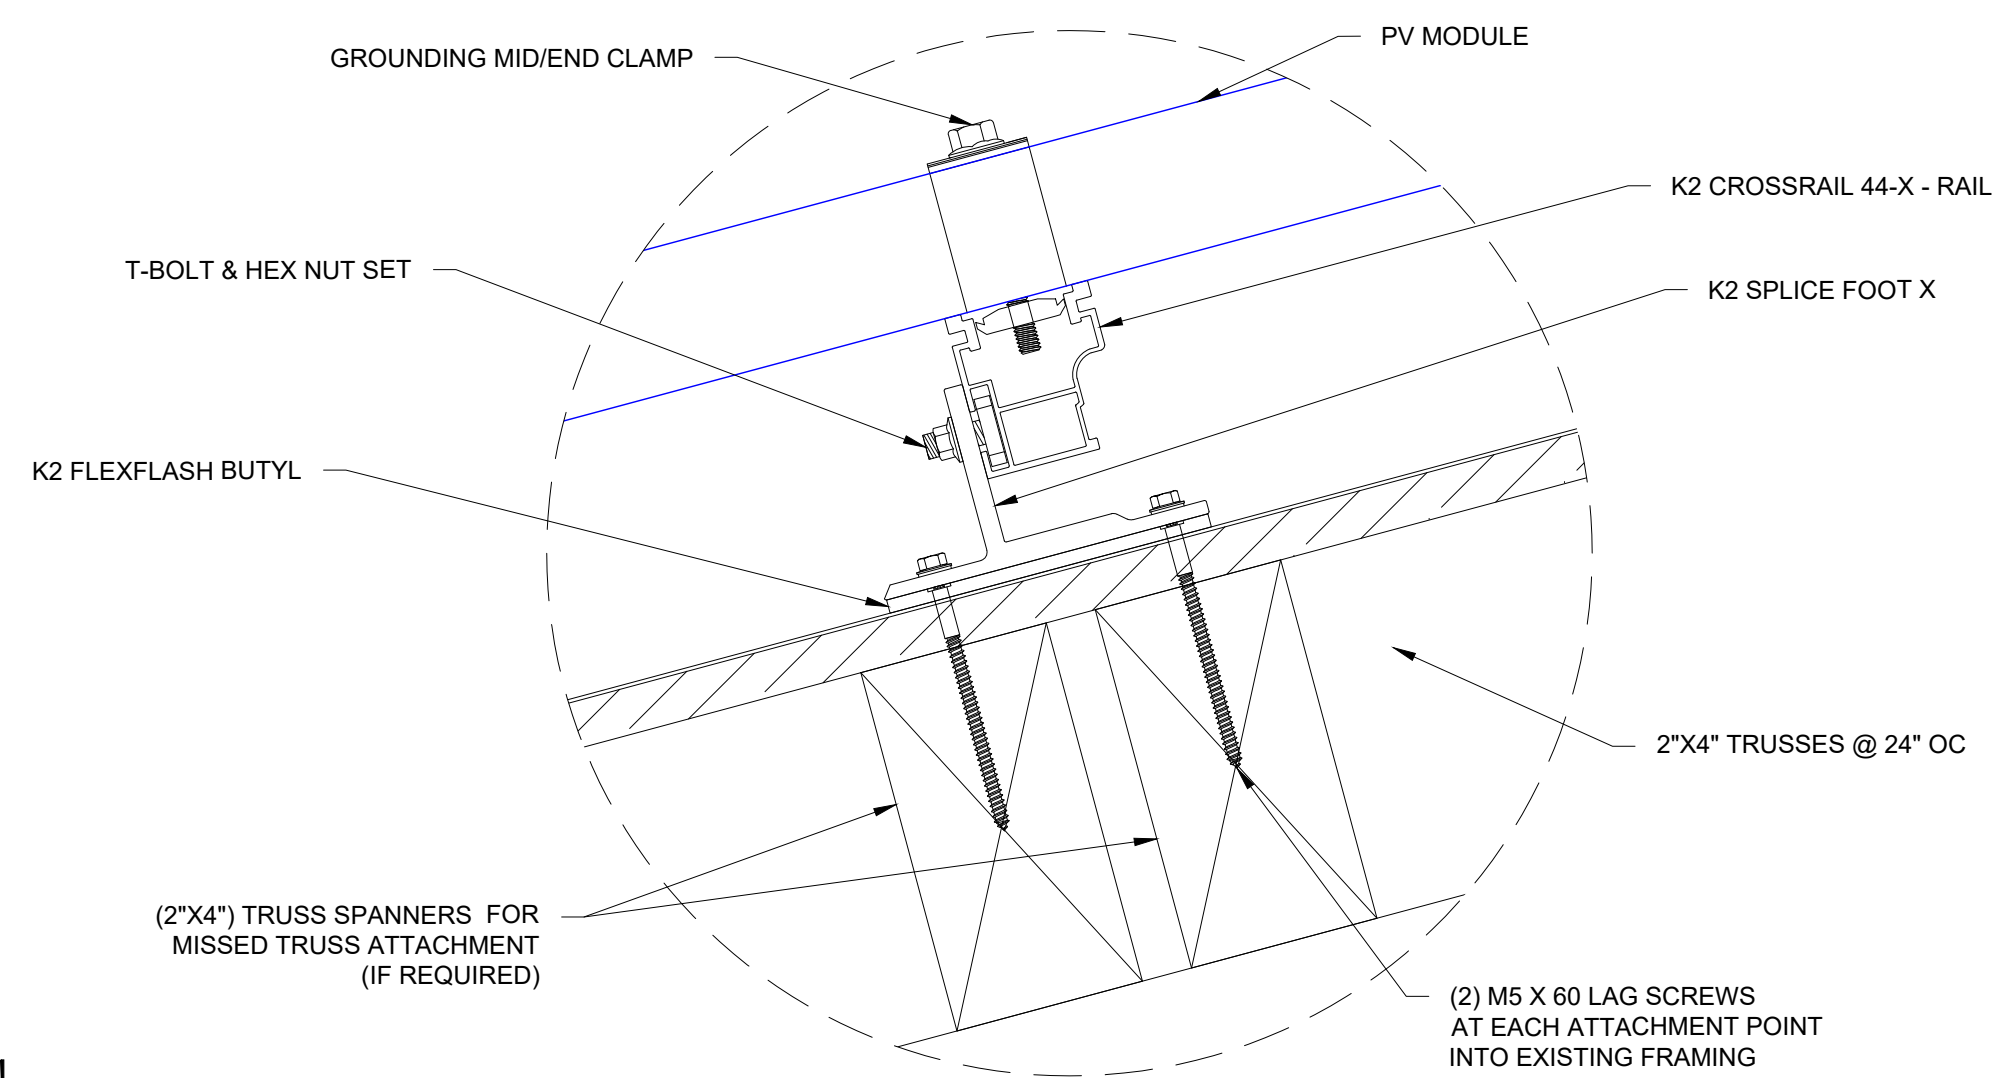 PV MODULE
GROUNDING MID/END CLAMP
K2 CROSSRAIL 44-X - RAIL
T-BOLT & HEX NUT SET
K2 SPLICE FOOT X
K2 FLEXFLASH BUTYL
2"X4" TRUSSES @ 24" OC
(2"X4") TRUSS SPANNERS FOR
MISSED TRUSS ATTACHMENT
(IF REQUIRED)
(2) M5 X 60 LAG SCREWS
AT EACH ATTACHMENT POINT
INTO EXISTING FRAMING